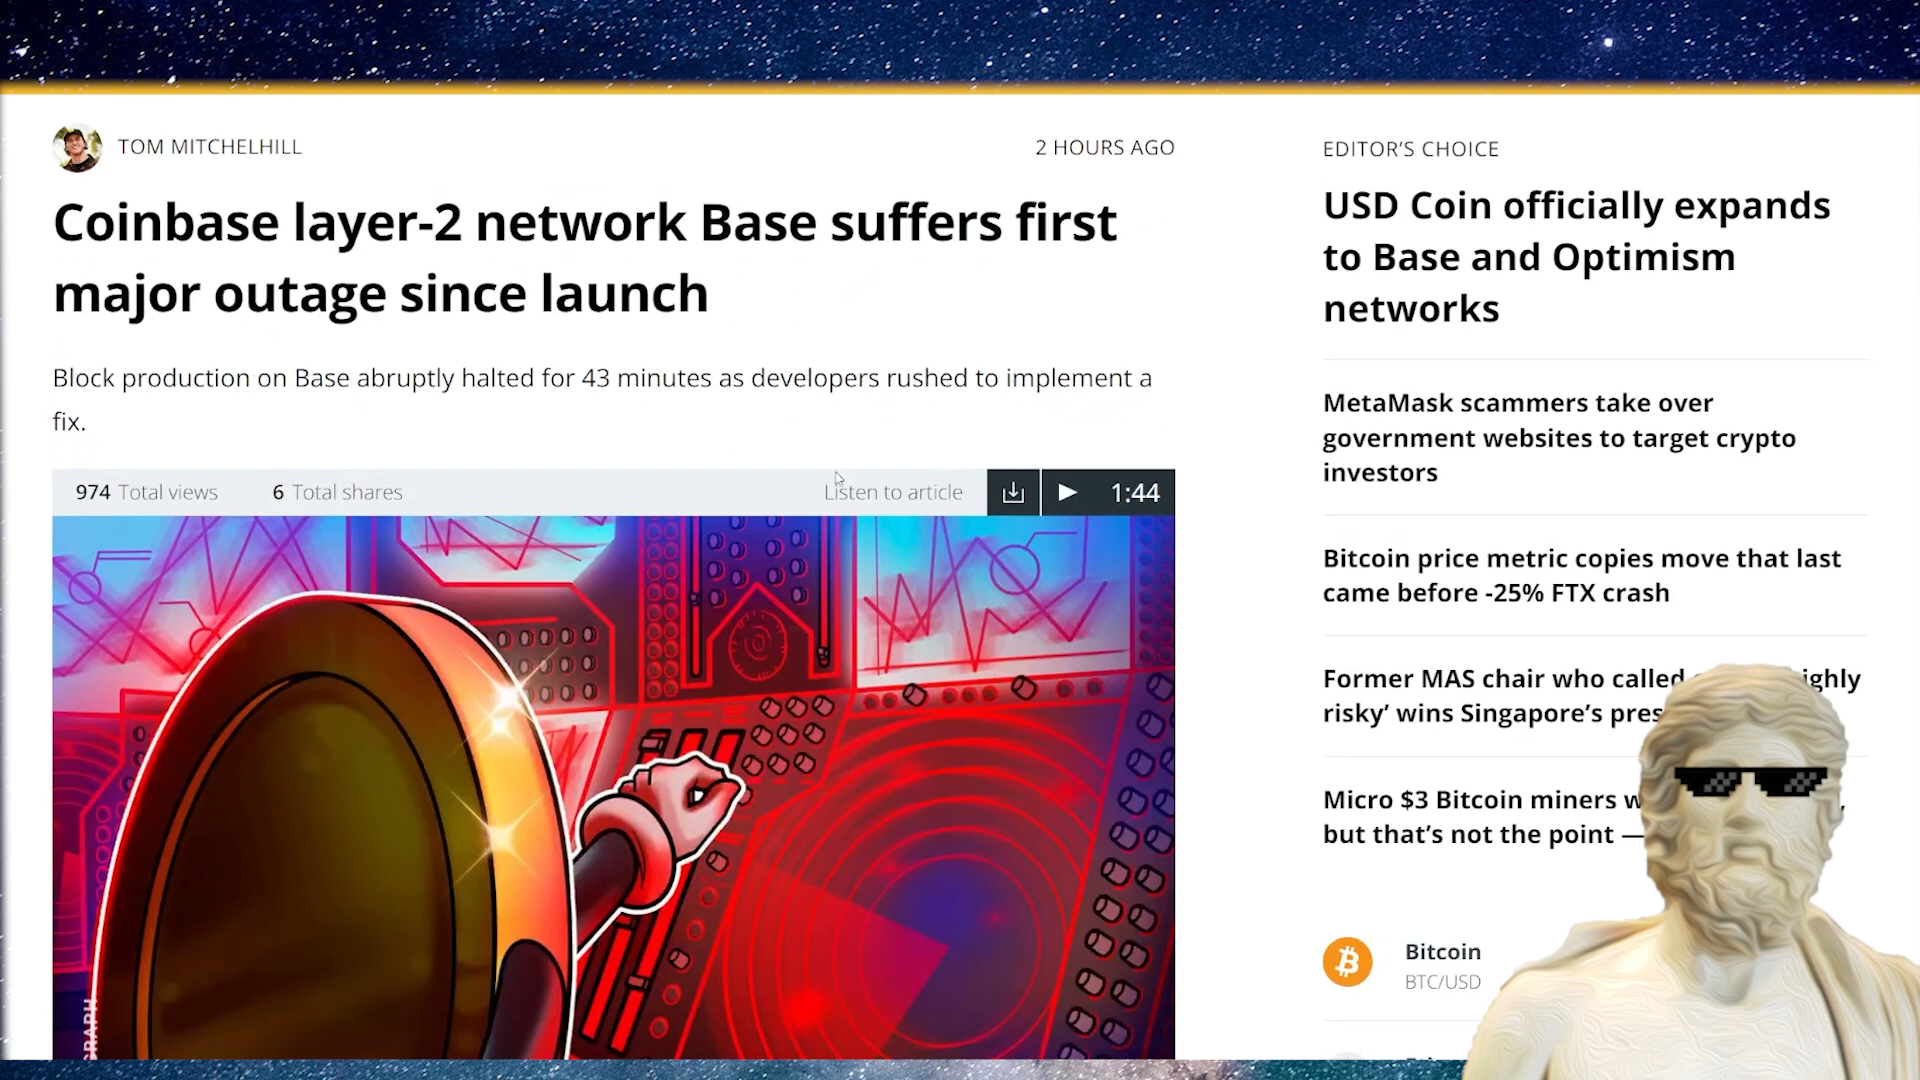 TOM MITCHELHILL
2 HOURS AGO
Coinbase layer-2 network Base suffers first
major outage since launch
Block production on Base abruptly halted for 43 minutes as developers rushed to implement a
fix.
974 Total views
6 Total shares
Listen to article
1:44
GRAPH
EDITOR’S CHOICE
USD Coin officially expands
to Base and Optimism
networks
MetaMask scammers take over
government websites to target crypto
investors
Bitcoin price metric copies move that last
came before -25% FTX crash
Former MAS chair who called
risky’ wins Singapore’s
Micro $3 Bitcoin miners
but that’s not the point —
Bitcoin
BTC/USD